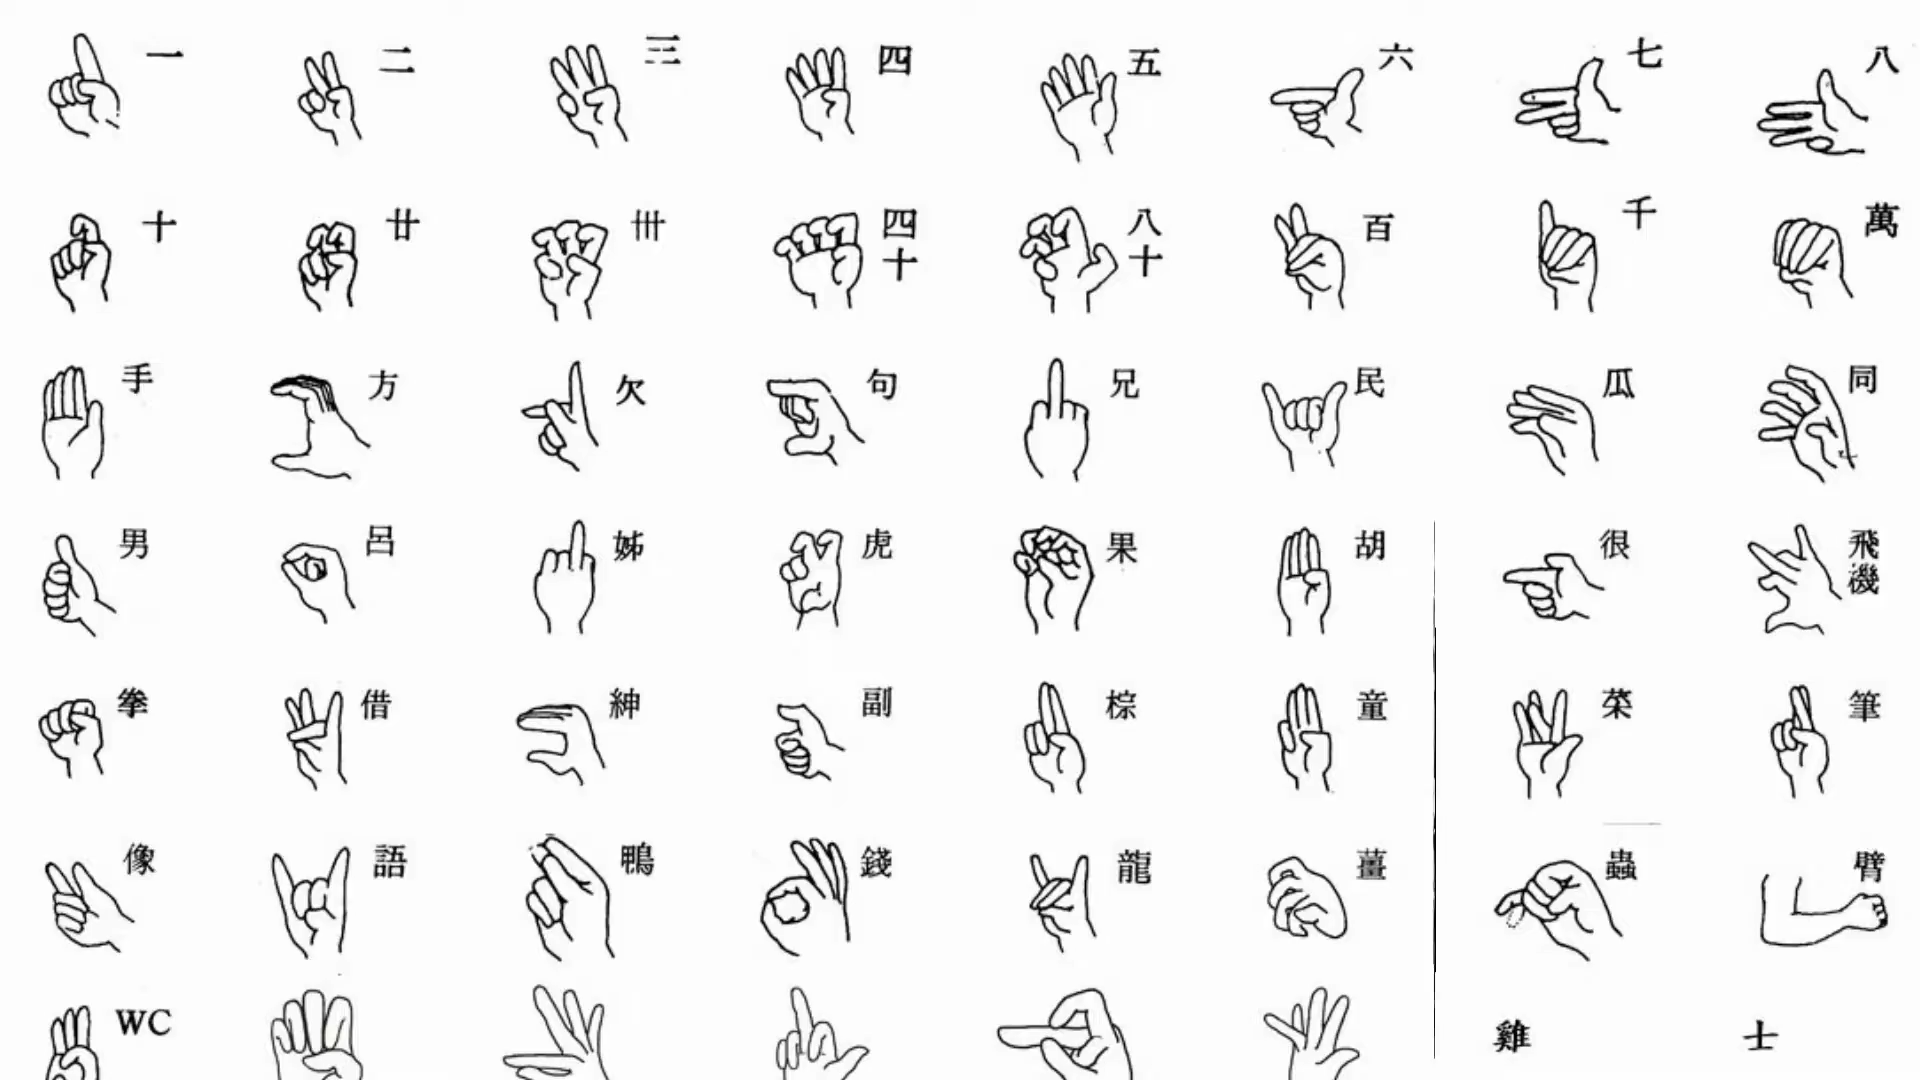 一 二 三 四 五 六 七 八
十 廿 卅 四十 八十 百 千 萬
手 方 欠 句 兄 民 瓜 同
男 呂 姊 虎 果 胡 很 飛機
拳 借 紳 副 棕 童 菜 筆
像 語 鴨 錢 龍 薑 蟲 臂
WC 雞 士